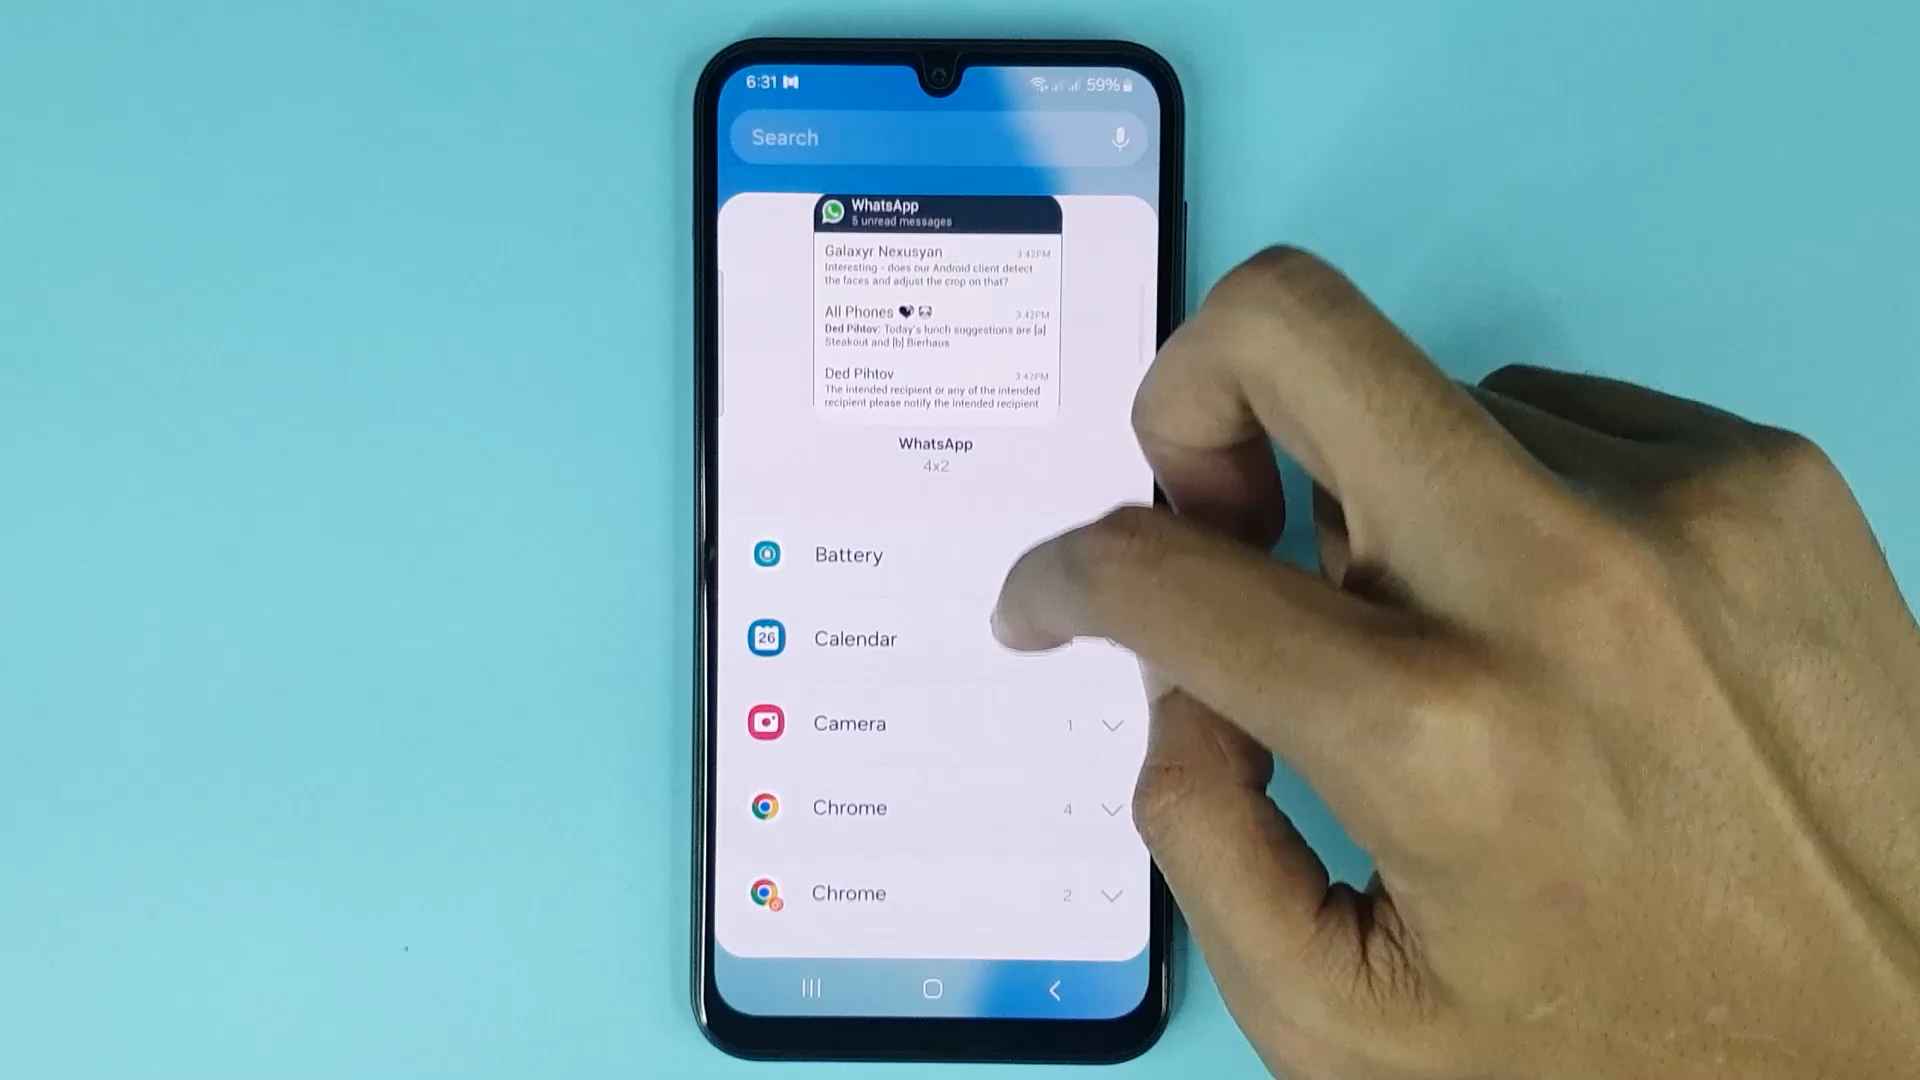 6:31
59%
Search
WhatsApp
5 unread messages
Galaxyr Nexusyan 3:42PM
Interesting - does our Android client detect
the faces and adjust the crop on that?
All Phones 3:42PM
Ded Pihtov: Today's lunch suggestions are [a]
Steakout and [b] Bierhaus
Ded Pihtov 3:42PM
The intended recipient or any of the intended
recipient please notify the intended recipient
WhatsApp
4x2
Battery
26 Calendar
Camera 1
Chrome 4
Chrome 2